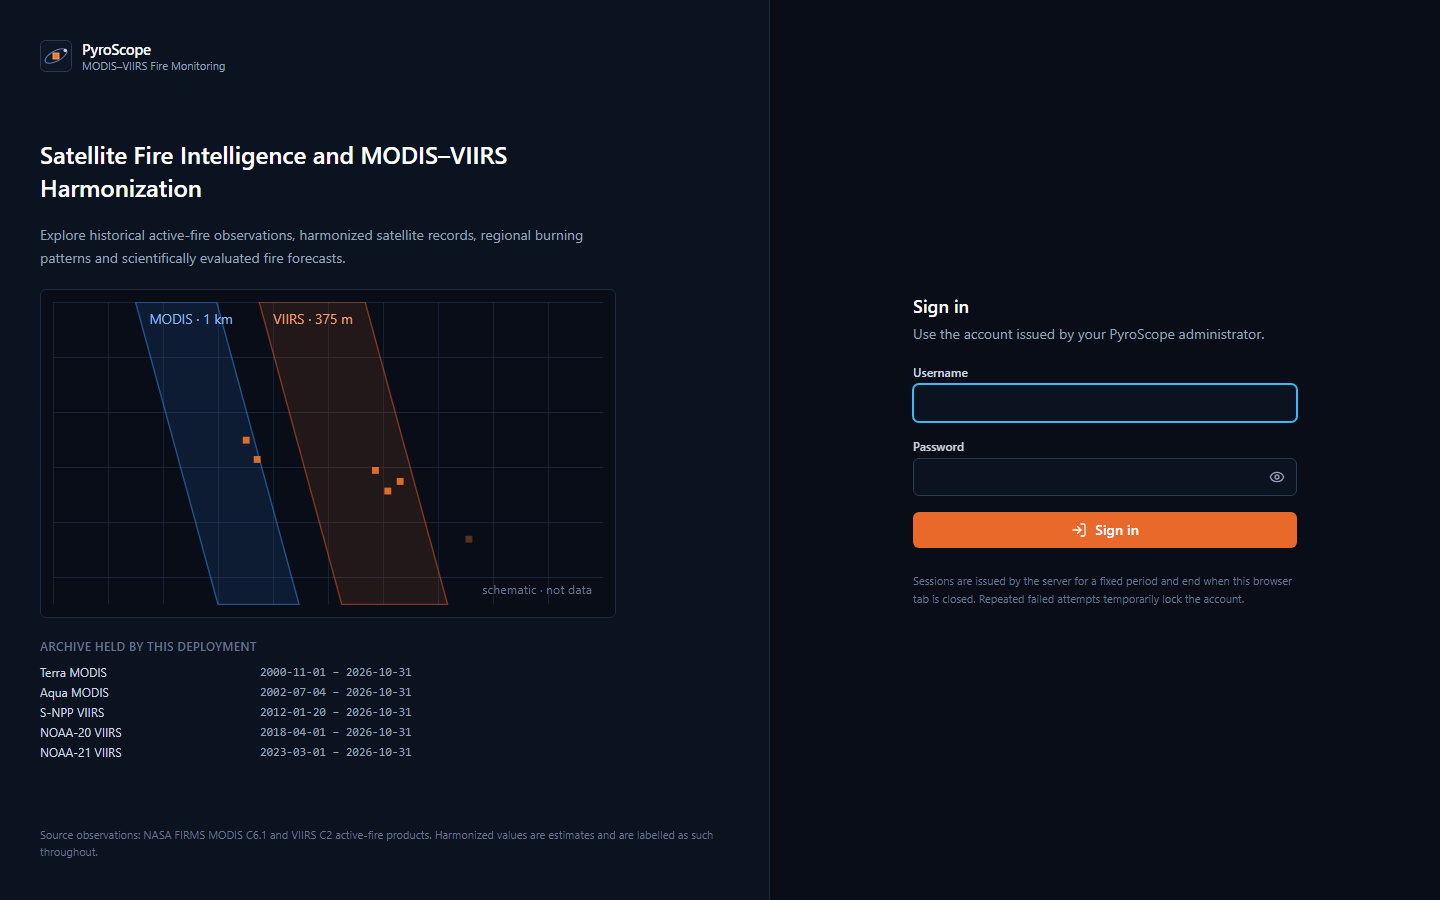 PyroScope
MODIS–VIIRS Fire Monitoring
Satellite Fire Intelligence and MODIS–VIIRS
Harmonization
Explore historical active-fire observations, harmonized satellite records, regional burning
patterns and scientifically evaluated fire forecasts.
MODIS · 1 km
VIIRS · 375 m
schematic · not data
ARCHIVE HELD BY THIS DEPLOYMENT
Terra MODIS 2000-11-01 – 2026-10-31
Aqua MODIS 2002-07-04 – 2026-10-31
S-NPP VIIRS 2012-01-20 – 2026-10-31
NOAA-20 VIIRS 2018-04-01 – 2026-10-31
NOAA-21 VIIRS 2023-03-01 – 2026-10-31
Source observations: NASA FIRMS MODIS C6.1 and VIIRS C2 active-fire products. Harmonized values are estimates and are labelled as such
throughout.
Sign in
Use the account issued by your PyroScope administrator.
Username
Password
Sign in
Sessions are issued by the server for a fixed period and end when this browser
tab is closed. Repeated failed attempts temporarily lock the account.